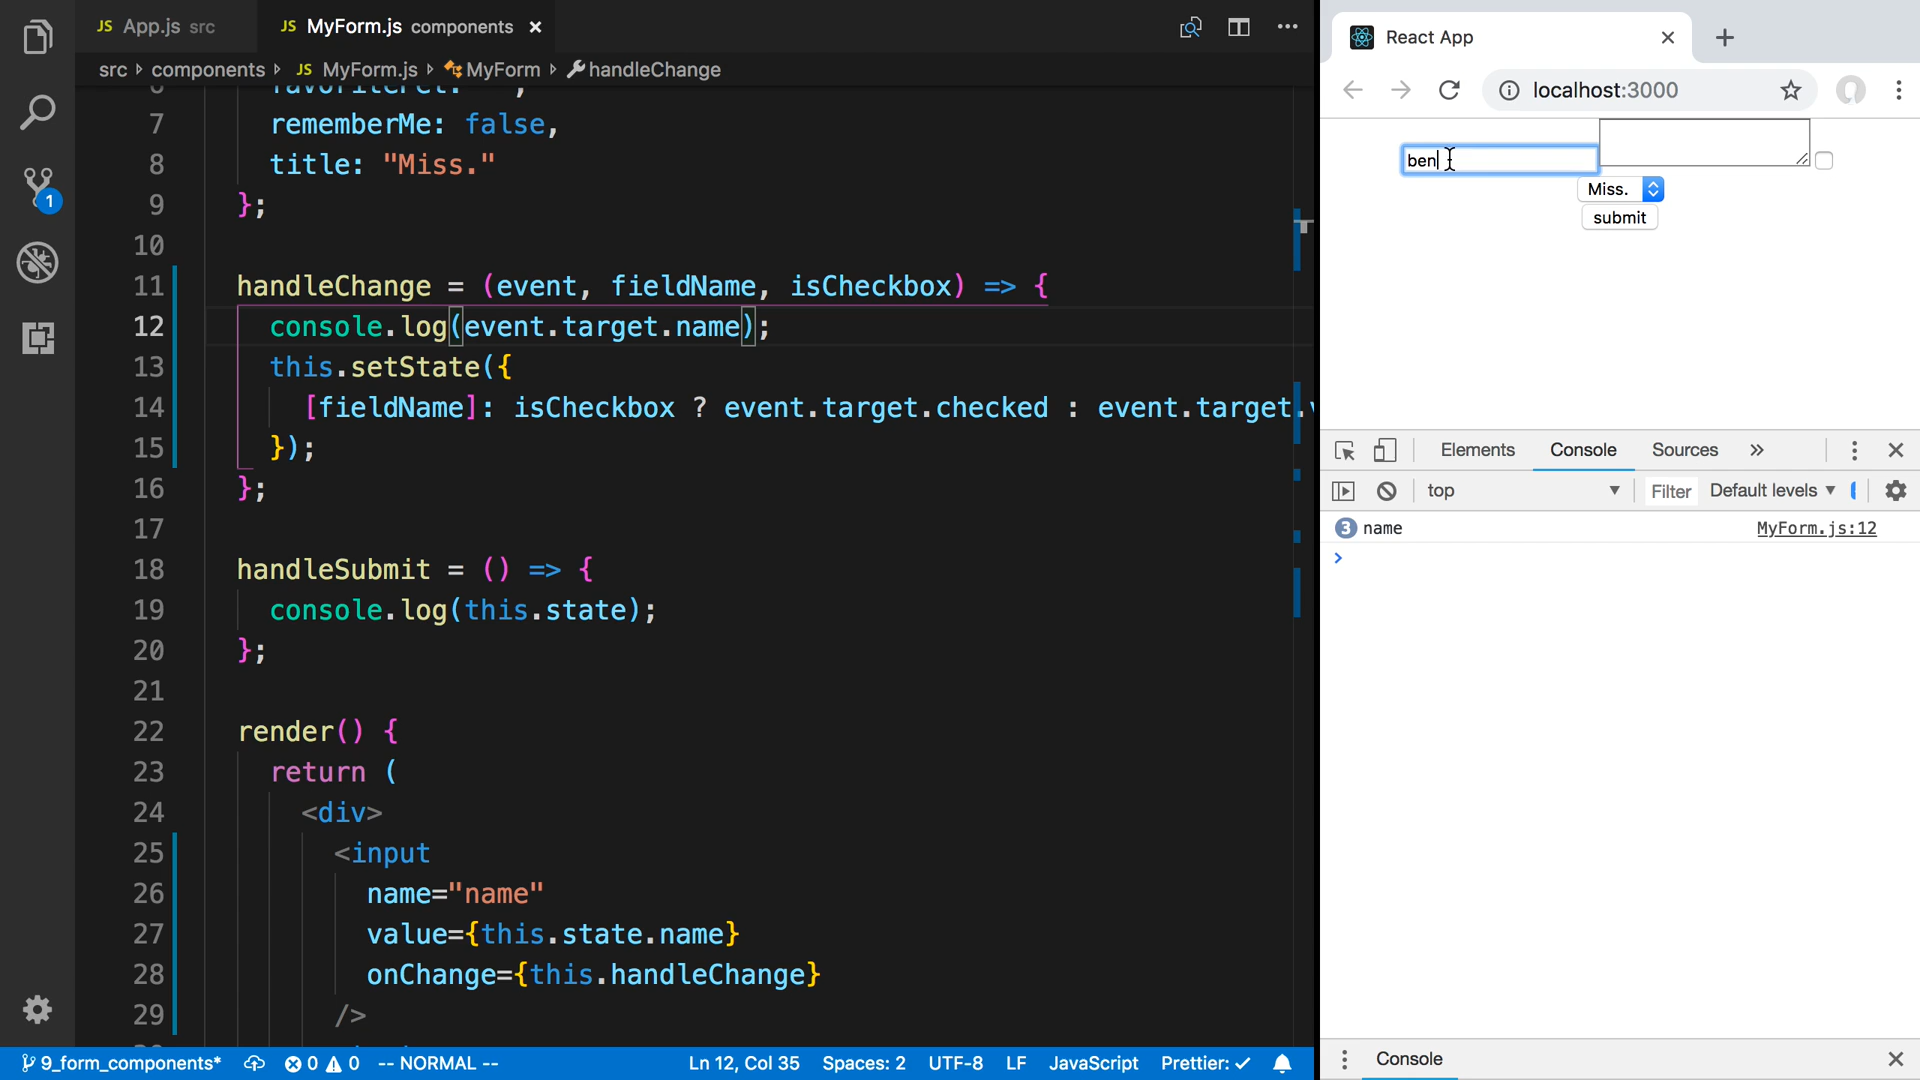 JS App.js src
JS MyForm.js components ×
src components JS MyForm.js MyForm handleChange
7 rememberMe: false,
8 title: "Miss."
9 };
10
11 handleChange = (event, fieldName, isCheckbox) => {
12 console.log(event.target.name);
13 this.setState({
14 [fieldName]: isCheckbox ? event.target.checked : event.target.
15 });
16 };
17
18 handleSubmit = () => {
19 console.log(this.state);
20 };
21
22 render() {
23 return (
24 <div>
25 <input
26 name="name"
27 value={this.state.name}
28 onChange={this.handleChange}
29 />
1
9_form_components* 0 0 -- NORMAL -- Ln 12, Col 35 Spaces: 2 UTF-8 LF JavaScript Prettier: ✓
React App
localhost:3000
ben
Miss.
submit
Elements Console Sources »
top Filter Default levels
3 name MyForm.js:12
>
Console